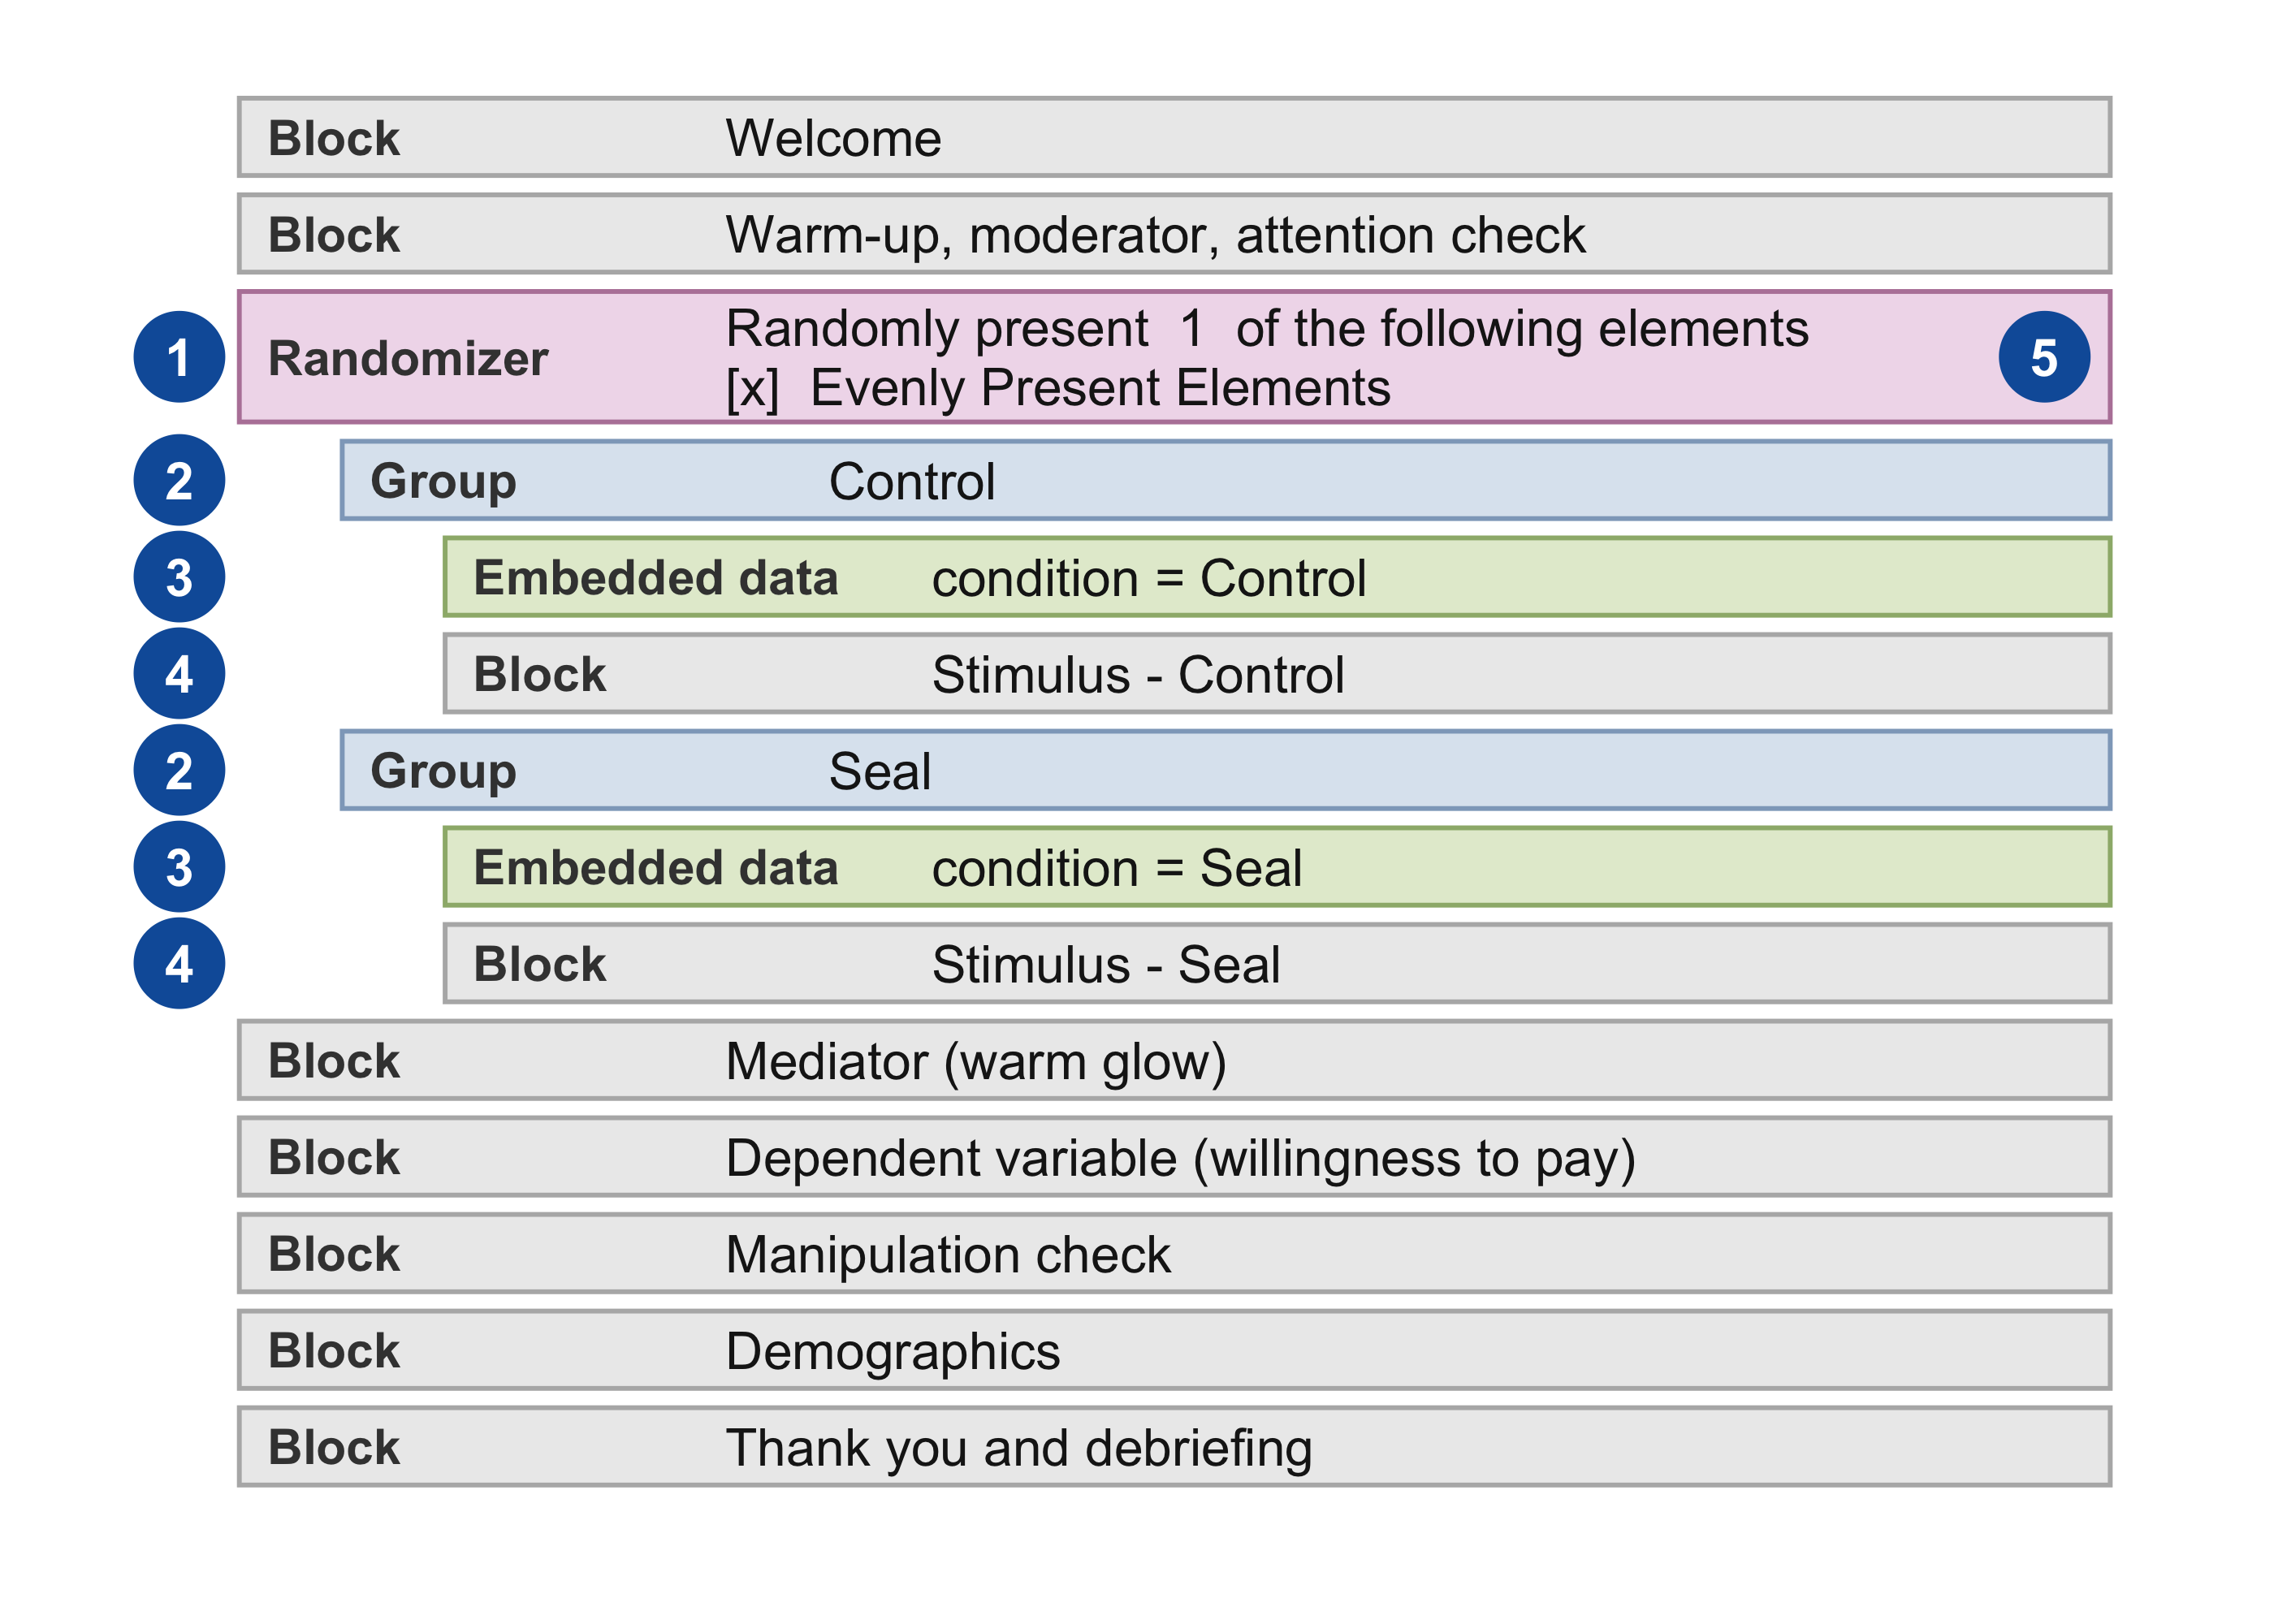 Block Welcome
Block Warm-up, moderator, attention check
1 Randomizer Randomly present 1 of the following elements 5
[x] Evenly Present Elements
2 Group Control
3 Embedded data condition = Control
4 Block Stimulus - Control
2 Group Seal
3 Embedded data condition = Seal
4 Block Stimulus - Seal
Block Mediator (warm glow)
Block Dependent variable (willingness to pay)
Block Manipulation check
Block Demographics
Block Thank you and debriefing